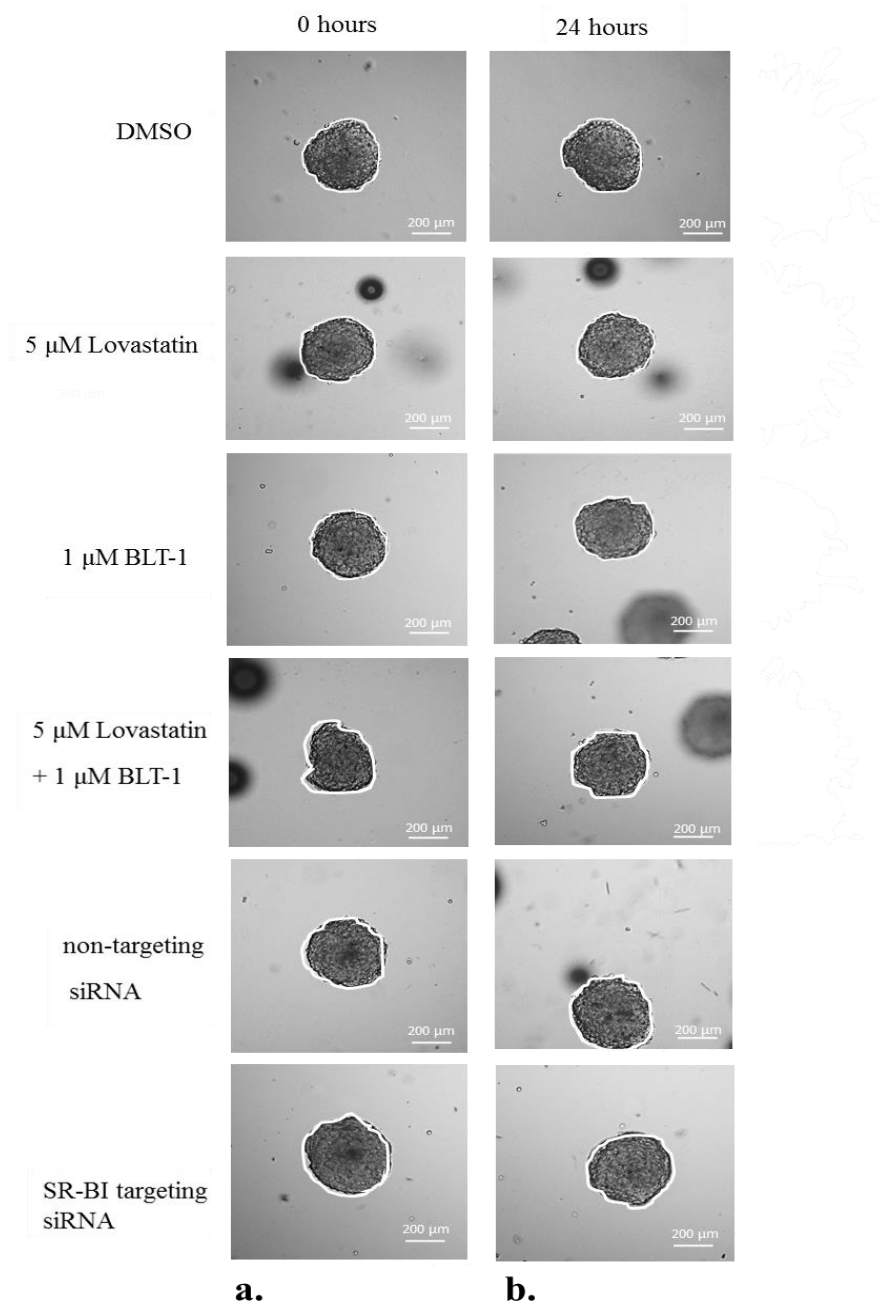 0 hours 24 hours
DMSO
200 μm 200 μm
5 μM Lovastatin
200 μm 200 μm
1 μM BLT-1
200 μm 200 μm
5 μM Lovastatin
+ 1 μM BLT-1
200 μm 200 μm
non-targeting
siRNA
200 μm 200 μm
SR-BI targeting
siRNA
200 μm 200 μm
a. b.